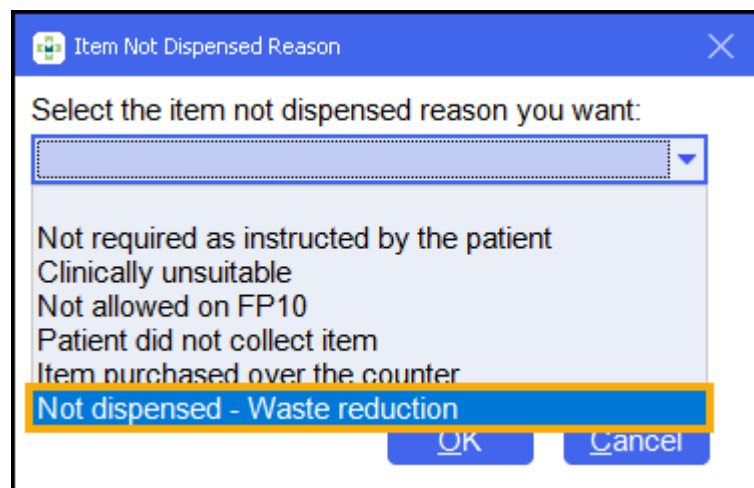 Item Not Dispensed Reason
Select the item not dispensed reason you want:
Not required as instructed by the patient
Clinically unsuitable
Not allowed on FP10
Patient did not collect item
Item purchased over the counter
Not dispensed - Waste reduction
OK Cancel